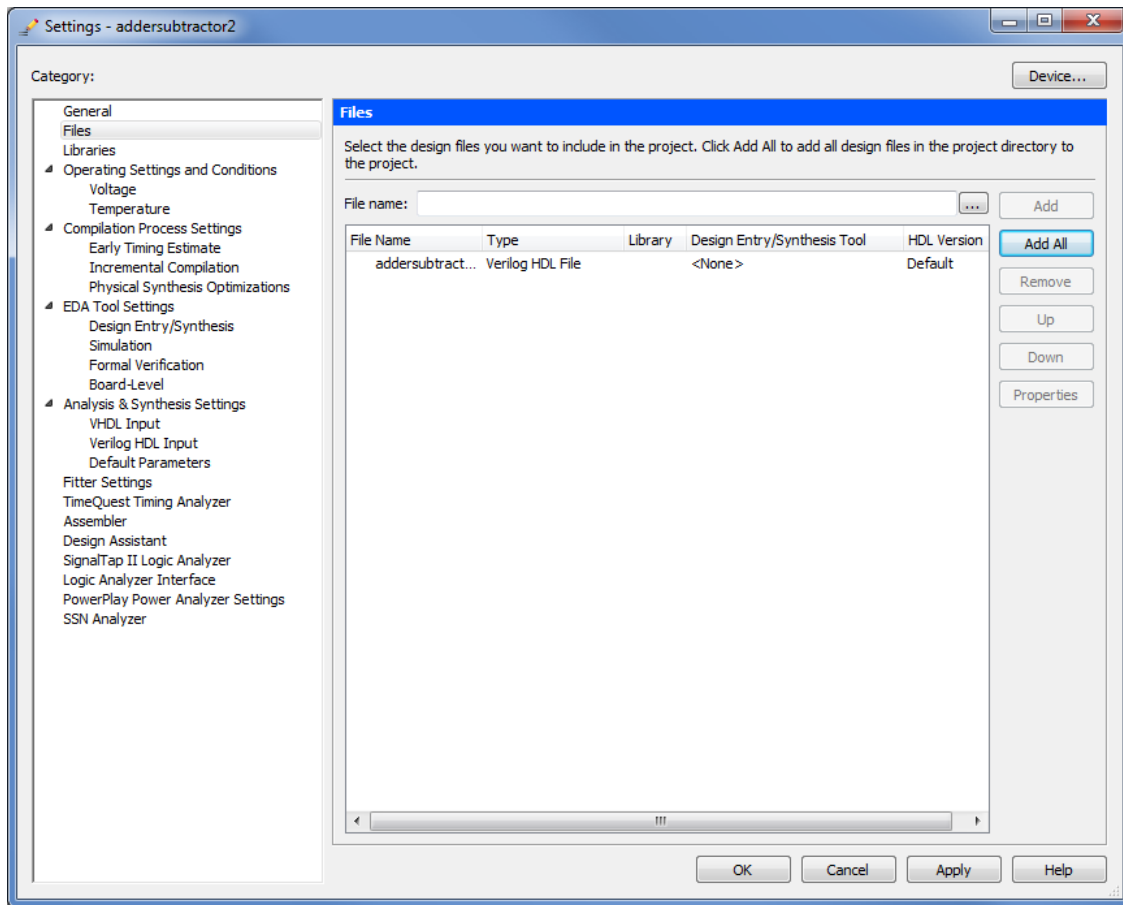 Settings - addersubtractor2
Category:
Device...
General
Files
Libraries
Operating Settings and Conditions
Voltage
Temperature
Compilation Process Settings
Early Timing Estimate
Incremental Compilation
Physical Synthesis Optimizations
EDA Tool Settings
Design Entry/Synthesis
Simulation
Formal Verification
Board-Level
Analysis & Synthesis Settings
VHDL Input
Verilog HDL Input
Default Parameters
Fitter Settings
TimeQuest Timing Analyzer
Assembler
Design Assistant
SignalTap II Logic Analyzer
Logic Analyzer Interface
PowerPlay Power Analyzer Settings
SSN Analyzer
Files
Select the design files you want to include in the project. Click Add All to add all design files in the project directory to
the project.
File name:
...
Add
File Name Type Library Design Entry/Synthesis Tool HDL Version
addersubtract... Verilog HDL File <None> Default
Add All
Remove
Up
Down
Properties
OK Cancel Apply Help